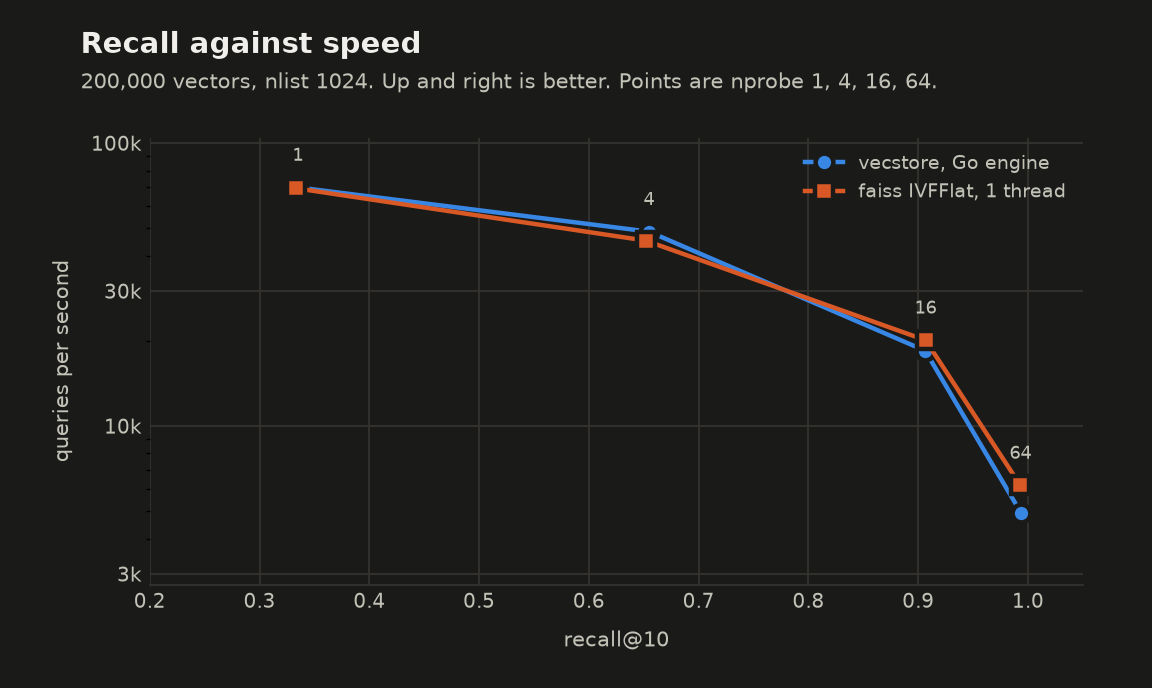 Recall against speed
200,000 vectors, nlist 1024. Up and right is better. Points are nprobe 1, 4, 16, 64.
100k
30k
10k
3k
queries per second
1
4
16
64
vecstore, Go engine
faiss IVFFlat, 1 thread
0.2 0.3 0.4 0.5 0.6 0.7 0.8 0.9 1.0
recall@10